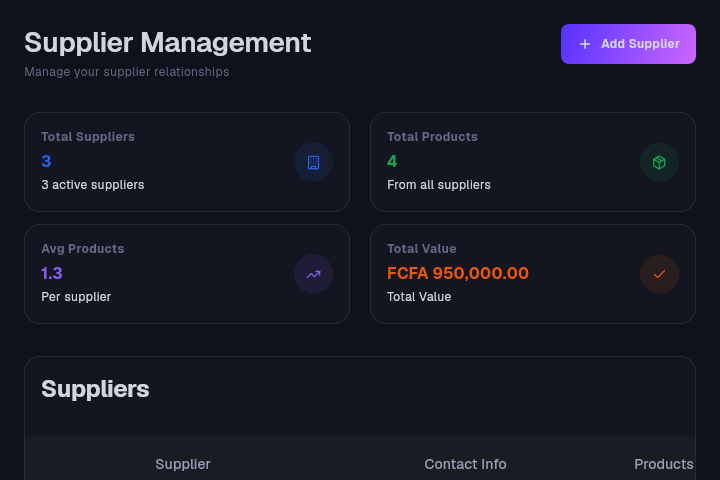 Supplier Management
Manage your supplier relationships
Add Supplier
Total Suppliers
3
3 active suppliers
Total Products
4
From all suppliers
Avg Products
1.3
Per supplier
Total Value
FCFA 950,000.00
Total Value
Suppliers
Supplier Contact Info Products